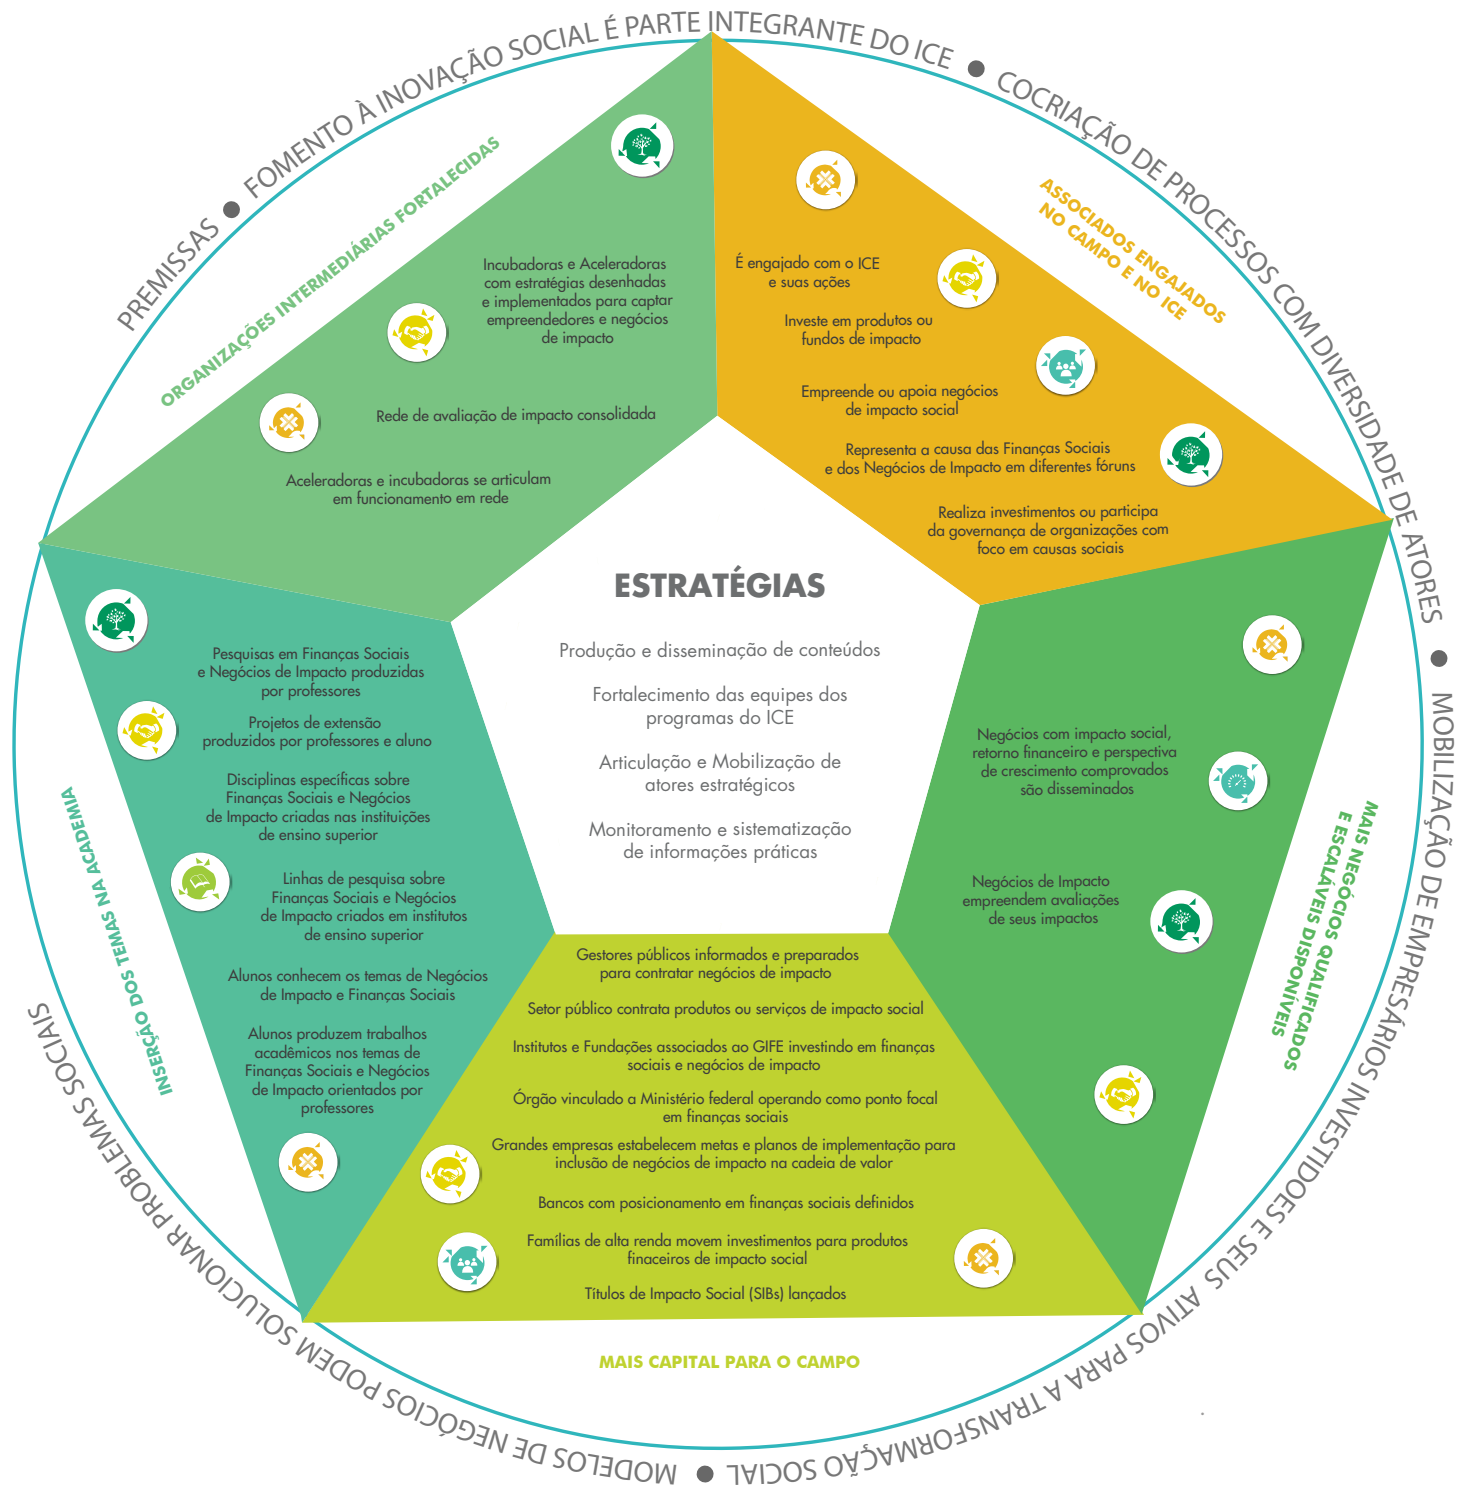 PREMISSAS ● FOMENTO À INOVAÇÃO SOCIAL É PARTE INTEGRANTE DO ICE ● COCRIAÇÃO DE PROCESSOS COM DIVERSIDADE DE ATORES ● MOBILIZAÇÃO DE EMPRESÁRIOS INVESTIDOES E SEUS ATIVOS PARA A TRANSFORMAÇÃO SOCIAL ● MODELOS DE NEGÓCIOS PODEM SOLUCIONAR PROBLEMAS SOCIAIS
ORGANIZAÇÕES INTERMEDIÁRIAS FORTALECIDAS
Incubadoras e Aceleradoras
com estratégias desenhadas
e implementados para captar
empreendedores e negócios
de impacto
Rede de avaliação de impacto consolidada
Aceleradoras e incubadoras se articulam
em funcionamento em rede
ASSOCIADOS ENGAJADOS
NO CAMPO E NO ICE
É engajado com o ICE
e suas ações
Investe em produtos ou
fundos de impacto
Empreende ou apoia negócios
de impacto social
Representa a causa das Finanças Sociais
e dos Negócios de Impacto em diferentes fóruns
Realiza investimentos ou participa
da governança de organizações com
foco em causas sociais
ESTRATÉGIAS
Produção e disseminação de conteúdos
Fortalecimento das equipes dos
programas do ICE
Articulação e Mobilização de
atores estratégicos
Monitoramento e sistematização
de informações práticas
MAIS NEGÓCIOS QUALIFICADOS
E ESCALÁVEIS DISPONÍVEIS
Negócios com impacto social,
retorno financeiro e perspectiva
de crescimento comprovados
são disseminados
Negócios de Impacto
empreendem avaliações
de seus impactos
INSERÇÃO DOS TEMAS NA ACADEMIA
Pesquisas em Finanças Sociais
e Negócios de Impacto produzidas
por professores
Projetos de extensão
produzidos por professores e aluno
Disciplinas específicas sobre
Finanças Sociais e Negócios
de Impacto criadas nas instituições
de ensino superior
Linhas de pesquisa sobre
Finanças Sociais e Negócios
de Impacto criados em institutos
de ensino superior
Alunos conhecem os temas de Negócios
de Impacto e Finanças Sociais
Alunos produzem trabalhos
acadêmicos nos temas de
Finanças Sociais e Negócios
de Impacto orientados por
professores
Gestores públicos informados e preparados
para contratar negócios de impacto
Setor público contrata produtos ou serviços de impacto social
Institutos e Fundações associados ao GIFE investindo em finanças
sociais e negócios de impacto
Órgão vinculado a Ministério federal operando como ponto focal
em finanças sociais
Grandes empresas estabelecem metas e planos de implementação para
inclusão de negócios de impacto na cadeia de valor
Bancos com posicionamento em finanças sociais definidos
Famílias de alta renda movem investimentos para produtos
finaceiros de impacto social
Títulos de Impacto Social (SIBs) lançados
MAIS CAPITAL PARA O CAMPO